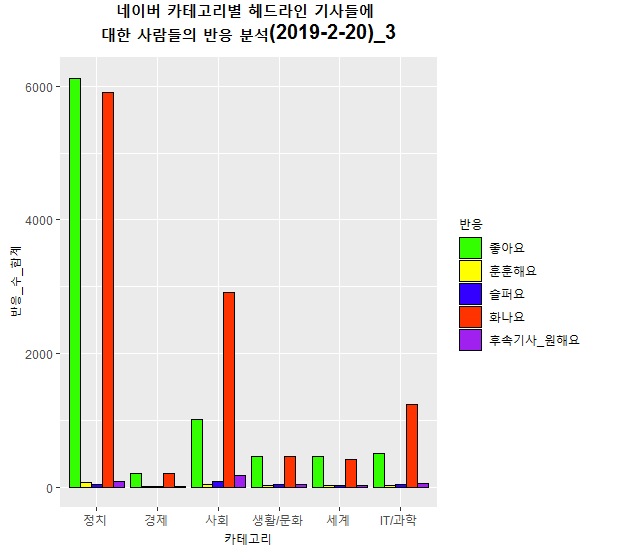 네이버 카테고리별 헤드라인 기사들에
대한 사람들의 반응 분석(2019-2-20)_3
6000
4000
2000
0
반응_수_합계
정치 경제 사회 생활/문화 세계 IT/과학
카테고리
반응
좋아요
훈훈해요
슬퍼요
화나요
후속기사_원해요